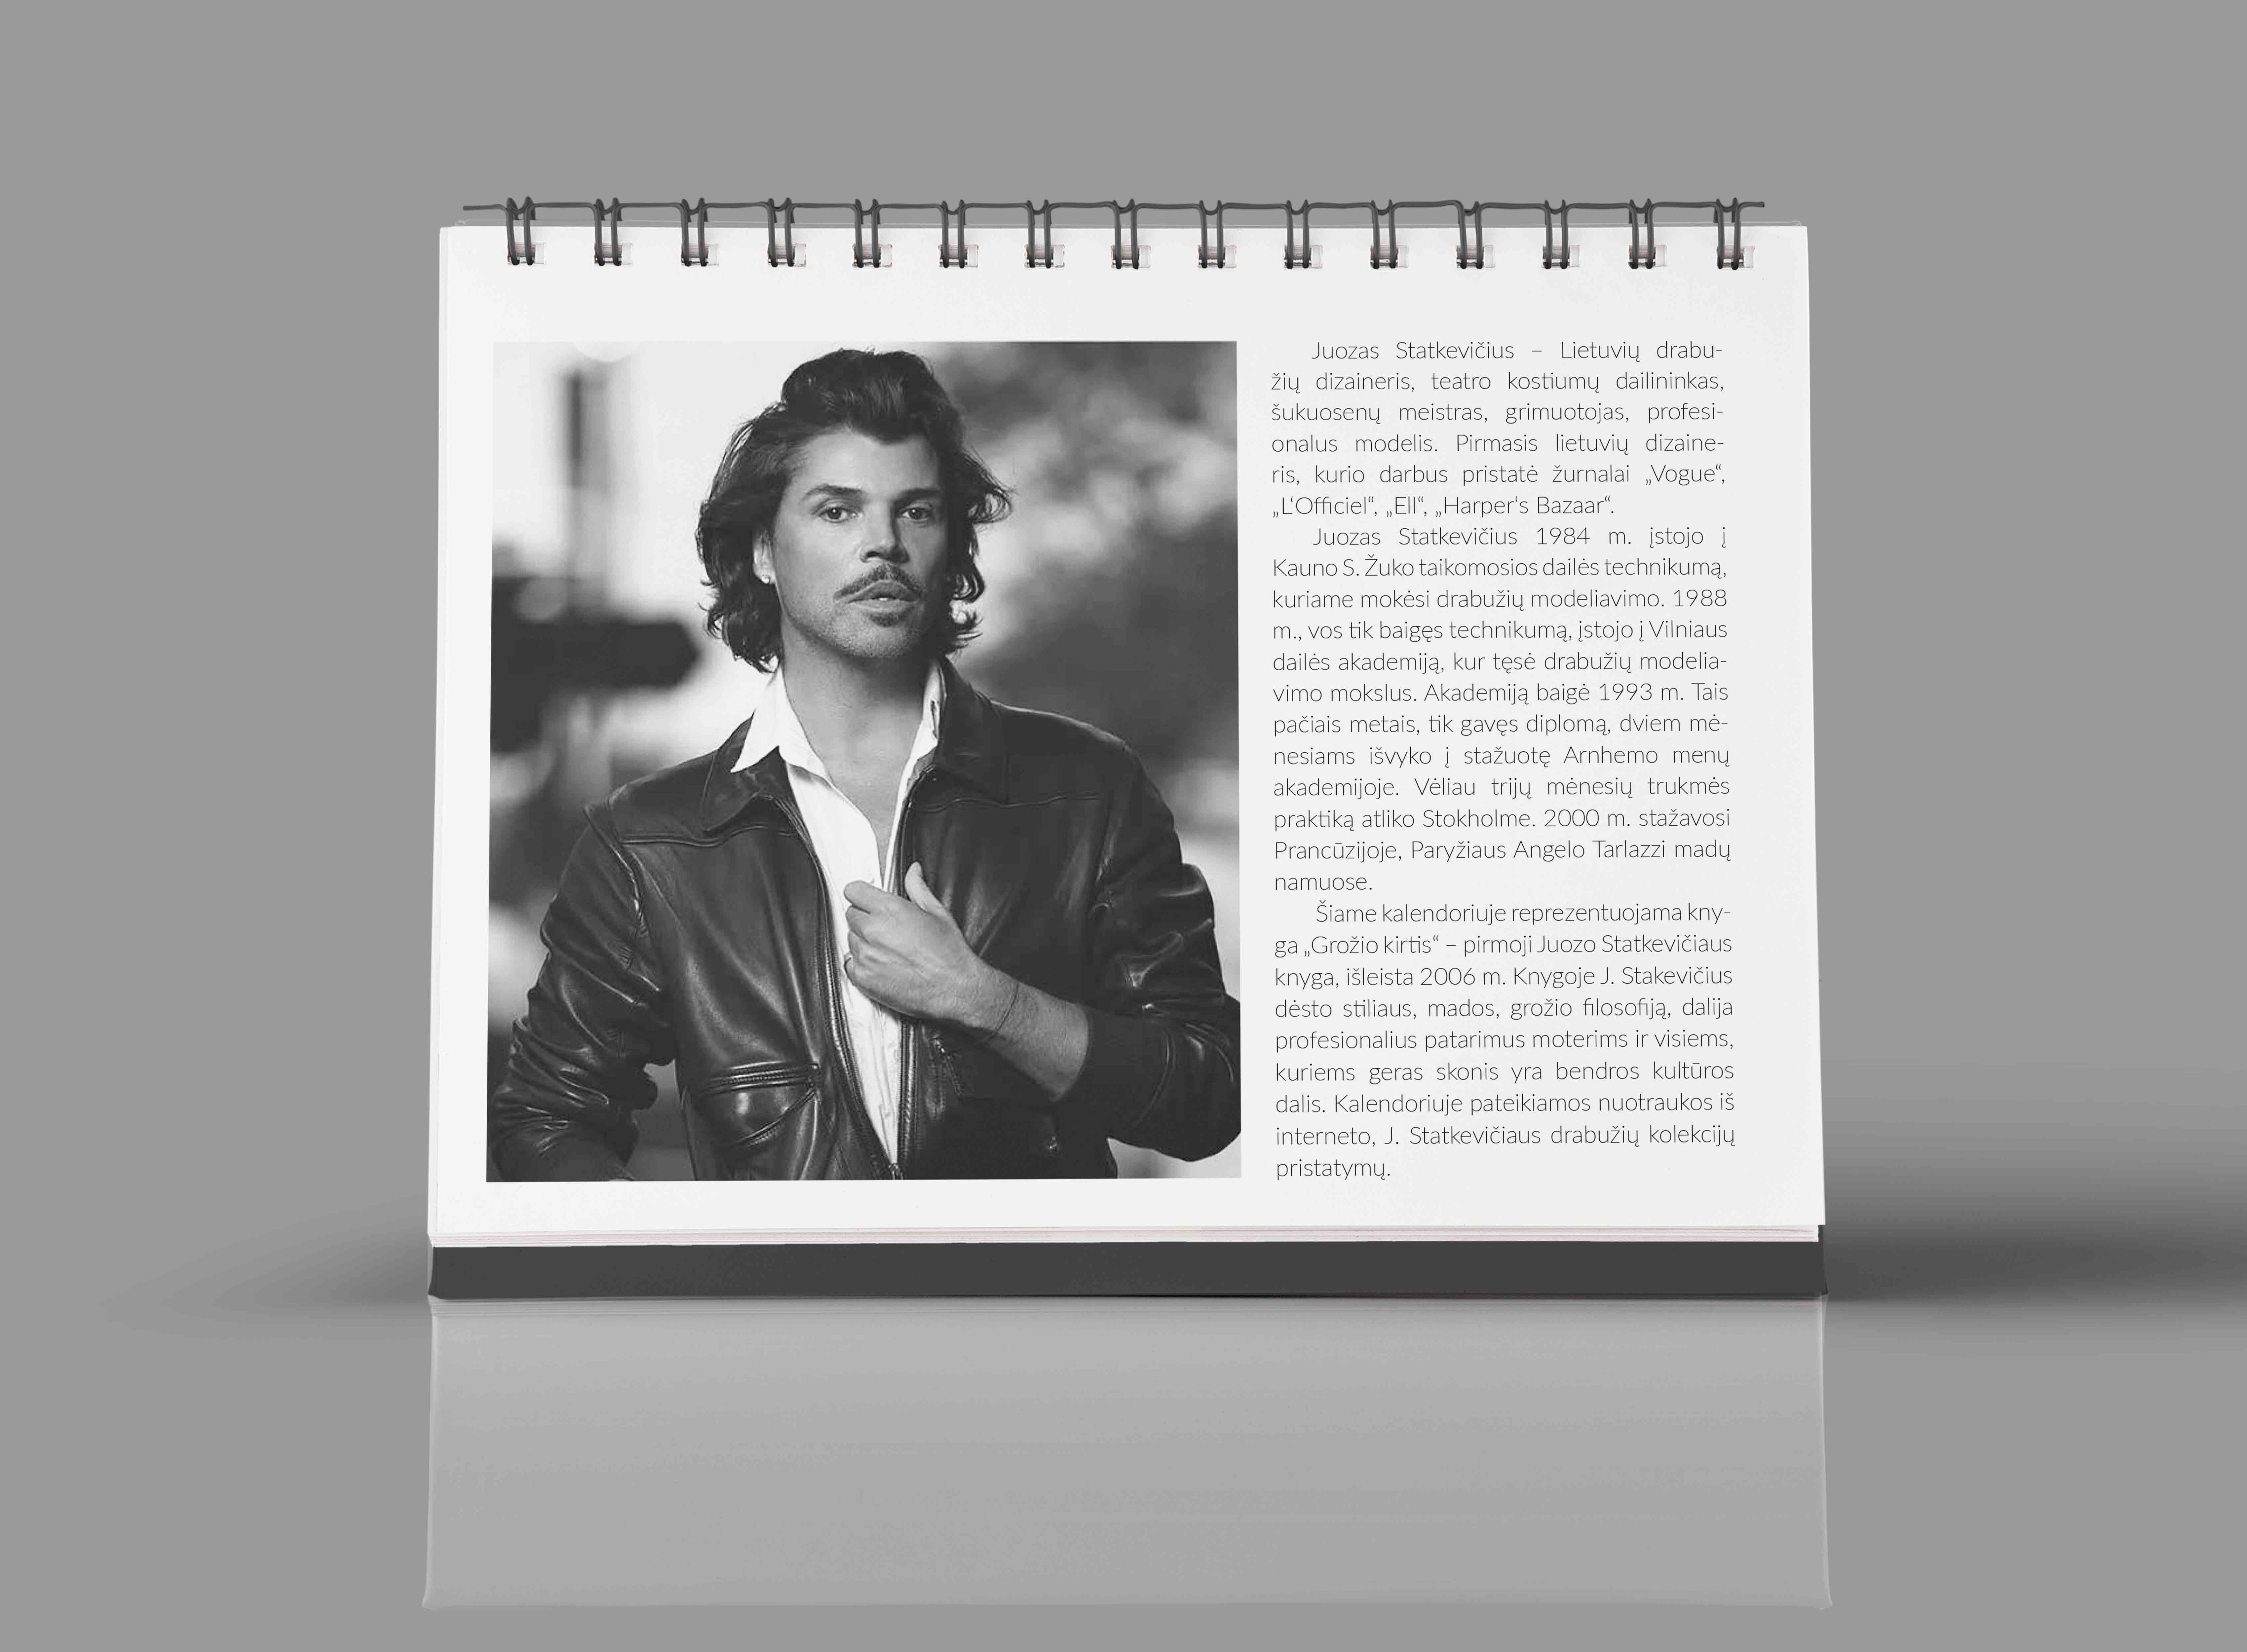 Juozas Statkevičius – Lietuvių drabu-
žių dizaineris, teatro kostiumų dailininkas,
šukuosenų meistras, grimuotojas, profesi-
onalus modelis. Pirmasis lietuvių dizaine-
ris, kurio darbus pristatė žurnalai „Vogue“,
„L‘Officiel“, „Ell“, „Harper‘s Bazaar“.
Juozas Statkevičius 1984 m. įstojo į
Kauno S. Žuko taikomosios dailės technikumą,
kuriame mokėsi drabužių modeliavimo. 1988
m., vos tik baigęs technikumą, įstojo į Vilniaus
dailės akademiją, kur tęsė drabužių modelia-
vimo mokslus. Akademiją baigė 1993 m. Tais
pačiais metais, tik gavęs diplomą, dviem mė-
nesiams išvyko į stažuotę Arnhemo menų
akademijoje. Vėliau trijų mėnesių trukmės
praktiką atliko Stokholme. 2000 m. stažavosi
Prancūzijoje, Paryžiaus Angelo Tarlazzi madų
namuose.
Šiame kalendoriuje reprezentuojama kny-
ga „Grožio kirtis“ – pirmoji Juozo Statkevičiaus
knyga, išleista 2006 m. Knygoje J. Stakevičius
dėsto stiliaus, mados, grožio filosofiją, dalija
profesionalius patarimus moterims ir visiems,
kuriems geras skonis yra bendros kultūros
dalis. Kalendoriuje pateikiamos nuotraukos iš
interneto, J. Statkevičiaus drabužių kolekcijų
pristatymų.